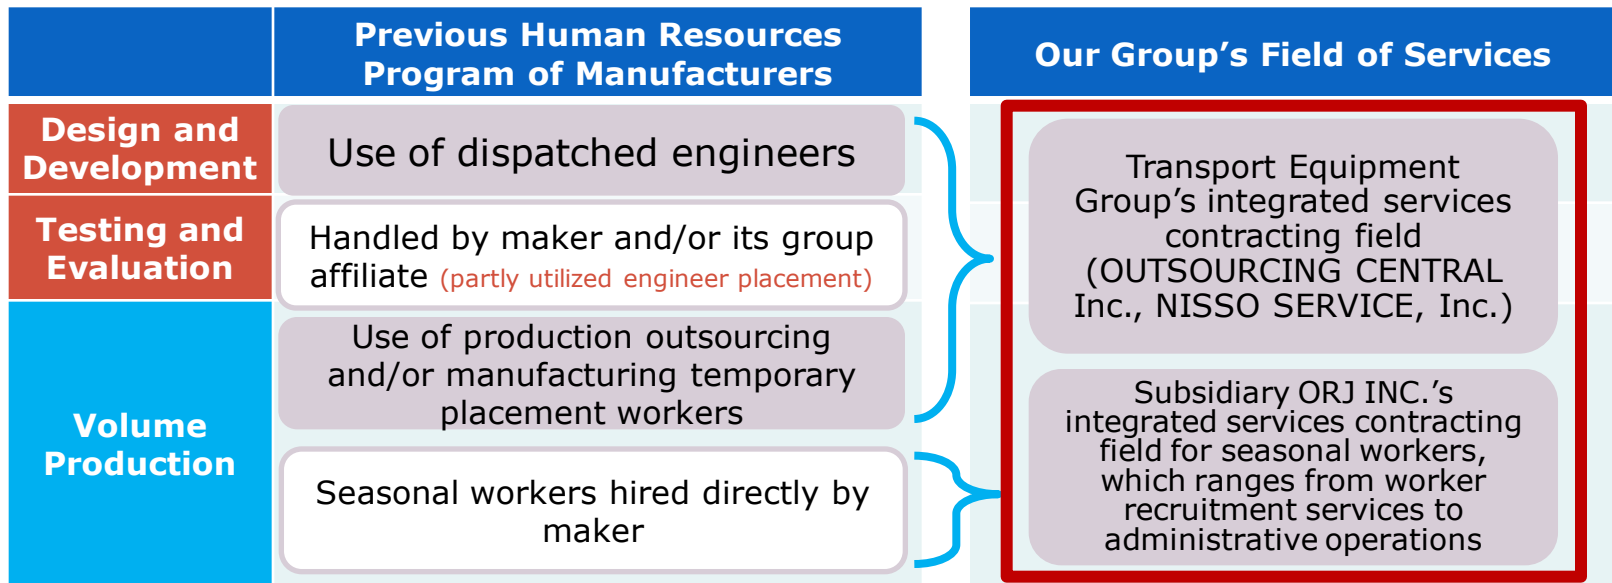 Previous Human Resources
Program of Manufacturers
Our Group's Field of Services
Design and
Development
Use of dispatched engineers
Testing and
Evaluation
Handled by maker and/or its group
affiliate (partly utilized engineer placement)
Volume
Production
Use of production outsourcing
and/or manufacturing temporary
placement workers
Seasonal workers hired directly by
maker
Transport Equipment
Group's integrated services
contracting field
(OUTSOURCING CENTRAL
Inc., NISSO SERVICE, Inc.)
Subsidiary ORJ INC.'s
integrated services contracting
field for seasonal workers,
which ranges from worker
recruitment services to
administrative operations